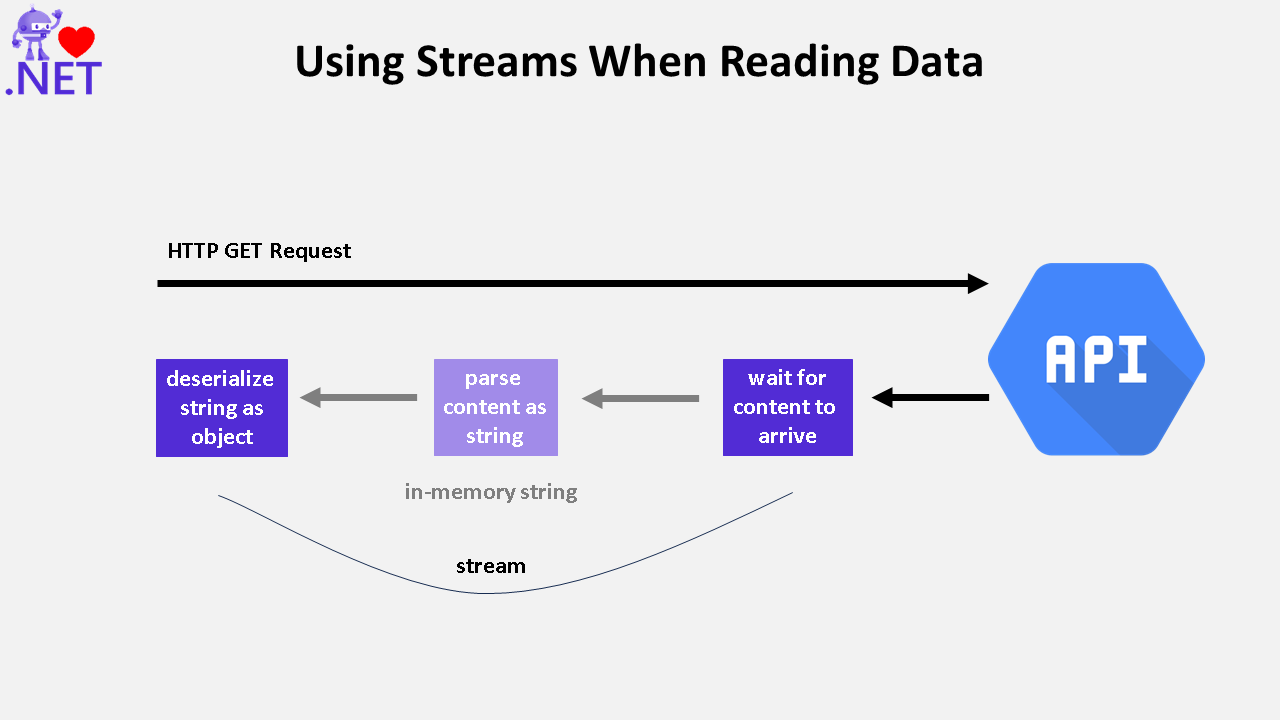 .NET
Using Streams When Reading Data
HTTP GET Request
API
deserialize
string as
object
parse
content as
string
wait for
content to
arrive
in-memory string
stream